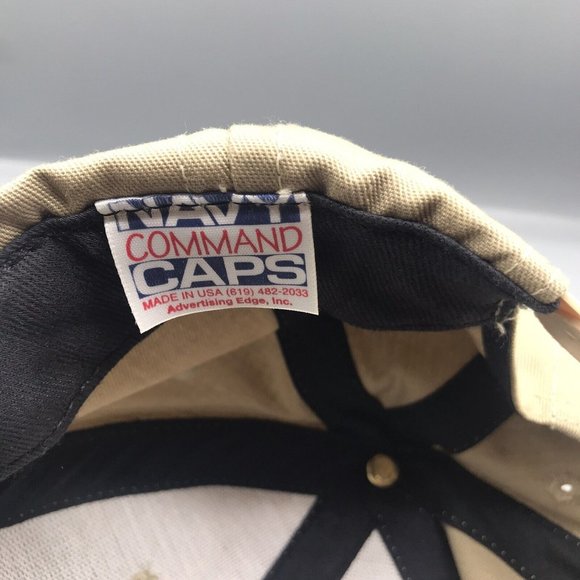 NAVY
COMMAND
CAPS
MADE IN USA (619) 482-2033
Advertising Edge, Inc.